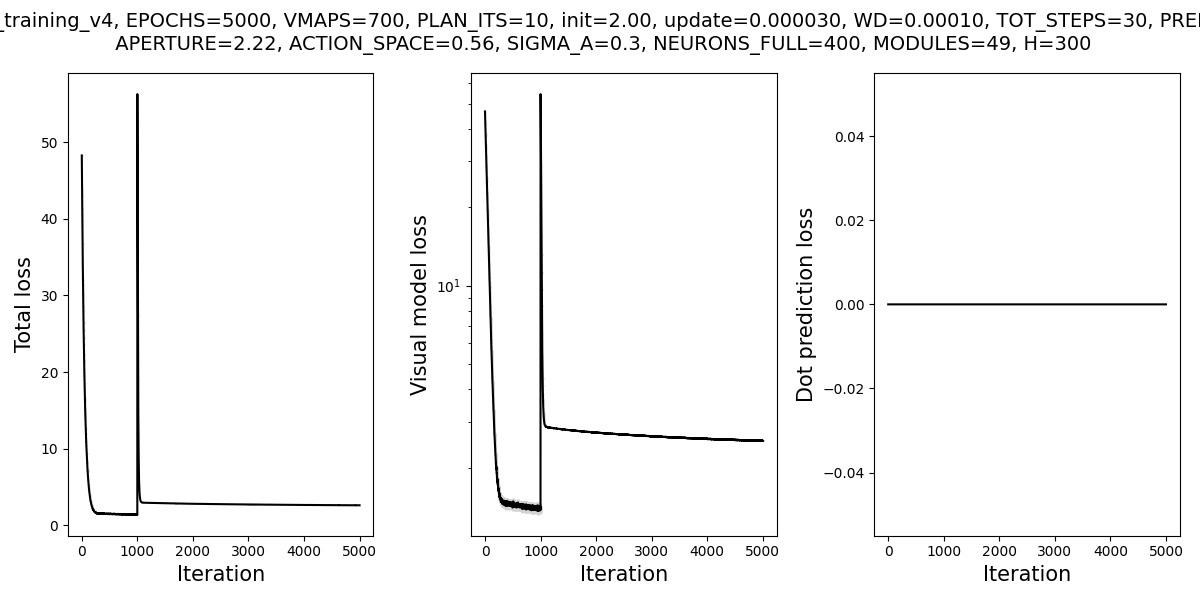 _training_v4, EPOCHS=5000, VMAPS=700, PLAN_ITS=10, init=2.00, update=0.000030, WD=0.00010, TOT_STEPS=30,
APERTURE=2.22, ACTION_SPACE=0.56, SIGMA_A=0.3, NEURONS_FULL=400, MODULES=49, H=300
Total loss
50
40
30
20
10
0
0 1000 2000 3000 4000 5000
Iteration
Visual model loss
10^1
0 1000 2000 3000 4000 5000
Iteration
Dot prediction loss
0.04
0.02
0.00
−0.02
−0.04
0 1000 2000 3000 4000 5000
Iteration